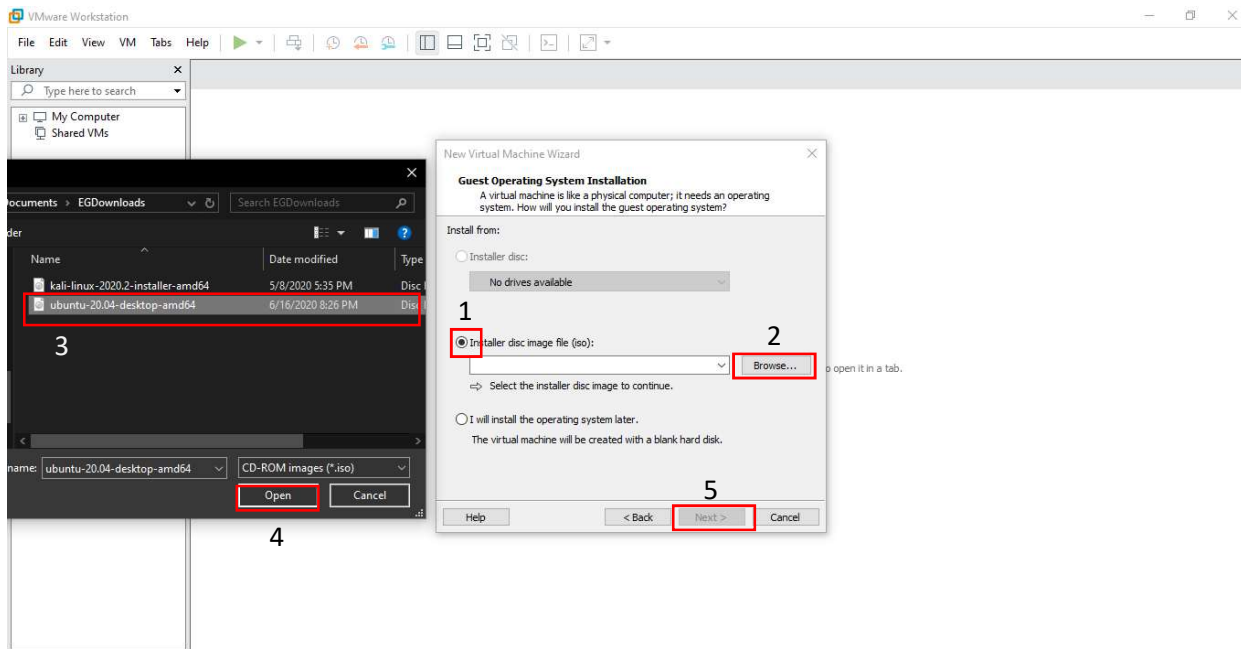 VMware Workstation
File Edit View VM Tabs Help
Library
Type here to search
My Computer
Shared VMs
ocuments > EGDownloads
Search EGDownloads
der
Name Date modified Type
kali-linux-2020.2-installer-amd64 5/8/2020 5:35 PM Disc
ubuntu-20.04-desktop-amd64 6/16/2020 8:26 PM Disc
3
name: ubuntu-20.04-desktop-amd64 CD-ROM images (*.iso)
Open Cancel
4
New Virtual Machine Wizard
Guest Operating System Installation
A virtual machine is like a physical computer; it needs an operating
system. How will you install the guest operating system?
Install from:
Installer disc:
No drives available
1
Installer disc image file (iso):
2
Browse...
Select the installer disc image to continue.
I will install the operating system later.
The virtual machine will be created with a blank hard disk.
5
Help < Back Next > Cancel
o open it in a tab.